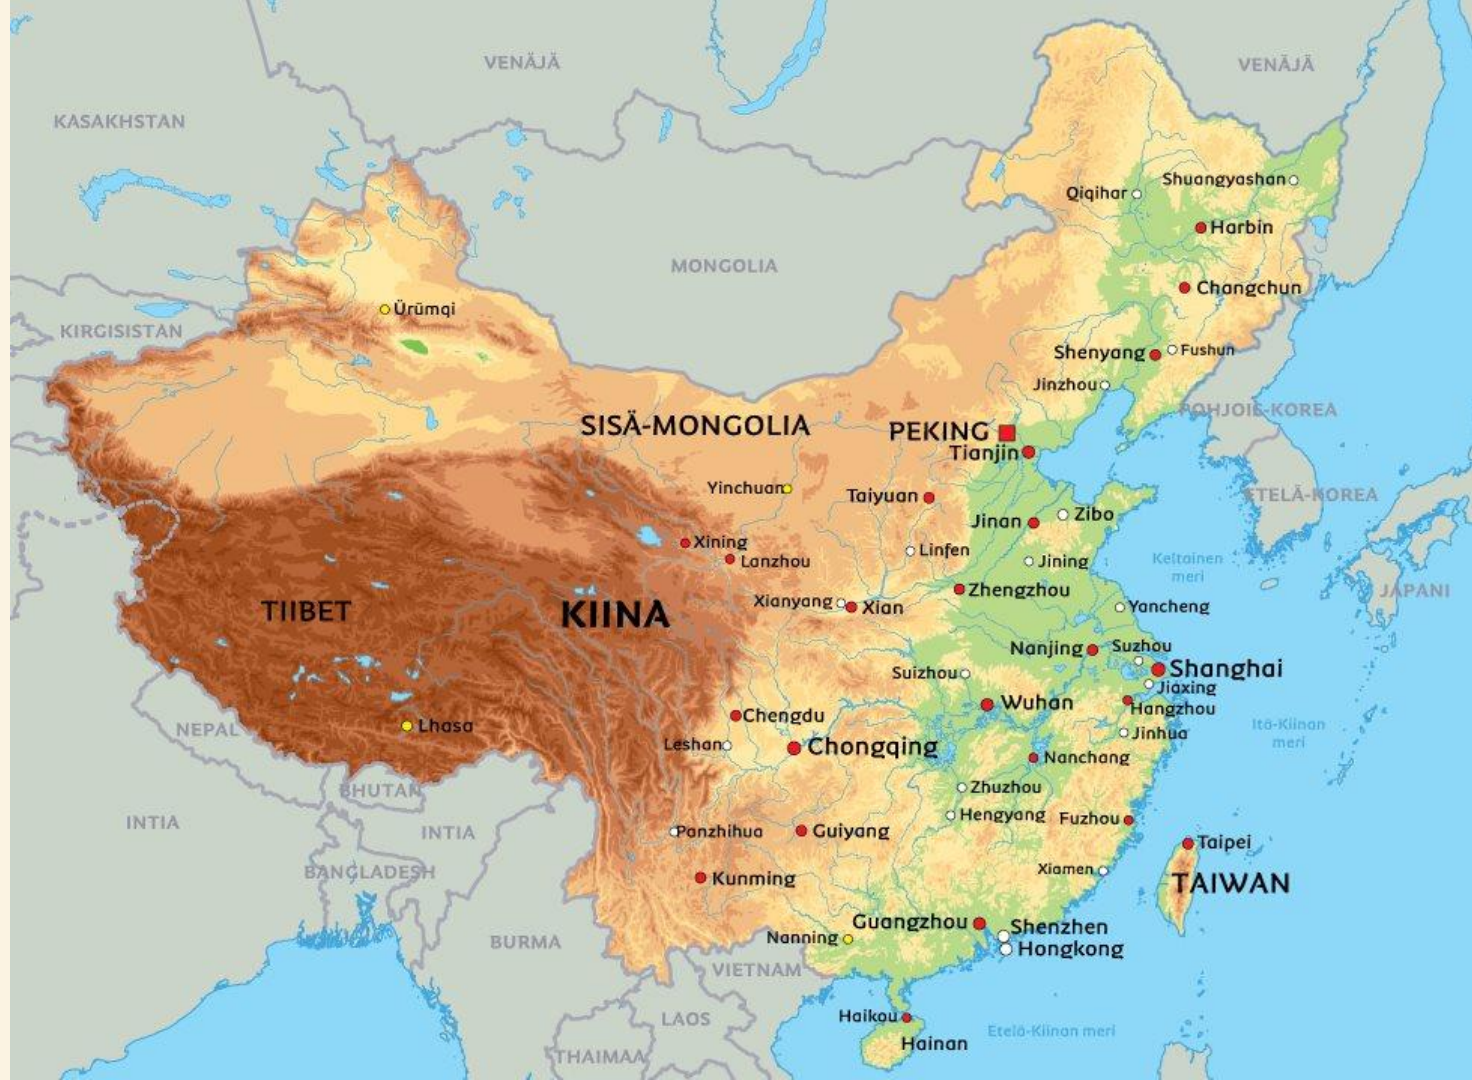 VENÄJÄ
VENÄJÄ
KASAKHSTAN
Shuangyashan
Qiqihar
Harbin
MONGOLIA
Changchun
Ürümqi
KIRGISISTAN
Shenyang
Fushun
Jinzhou
POHJOIS-KOREA
SISÄ-MONGOLIA
PEKING
Tianjin
Yinchuan
Taiyuan
ETELÄ-KOREA
Jinan
Zibo
Xining
Linfen
Lanzhou
Jining
Keltainen
meri
Zhengzhou
JAPANI
Xianyang
Xian
Yancheng
TIIBET
KIINA
Nanjing
Suzhou
Shanghai
Suizhou
Jiaxing
Wuhan
Hangzhou
Chengdu
Lhasa
NEPAL
Itä-Kiinan
meri
Jinhua
Leshan
Chongqing
Nanchang
BHUTAN
Zhuzhou
Hengyang
Fuzhou
INTIA
INTIA
Panzhihua
Guiyang
Taipei
BANGLADESH
Xiamen
Kunming
TAIWAN
Guangzhou
Shenzhen
Nanning
BURMA
Hongkong
VIETNAM
Haikou
LAOS
Etelä-Kiinan meri
Hainan
THAIMAA